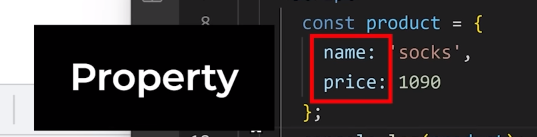 8
const product = {
Property
name: 'socks',
price: 1090
};